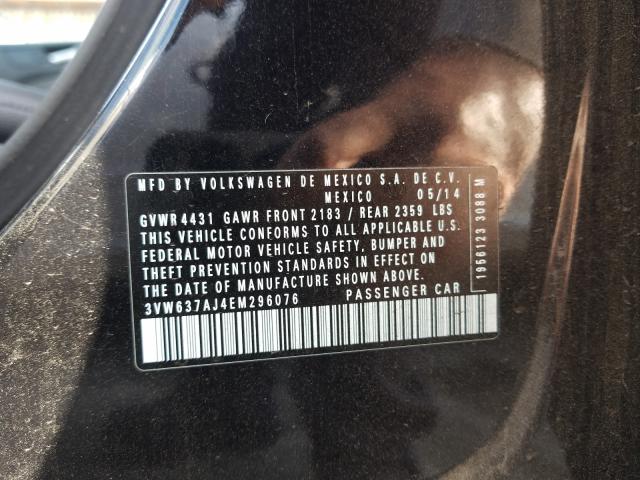 MFD BY VOLKSWAGEN DE MEXICO S.A. DE C.V.
MEXICO 05/14
GVWR 4431 GAWR FRONT 2183 / REAR 2359 LBS
THIS VEHICLE CONFORMS TO ALL APPLICABLE U.S.
FEDERAL MOTOR VEHICLE SAFETY, BUMPER AND
THEFT PREVENTION STANDARDS IN EFFECT ON
THE DATE OF MANUFACTURE SHOWN ABOVE.
3VW637AJ4EM296076 PASSENGER CAR
1956123 3088 M